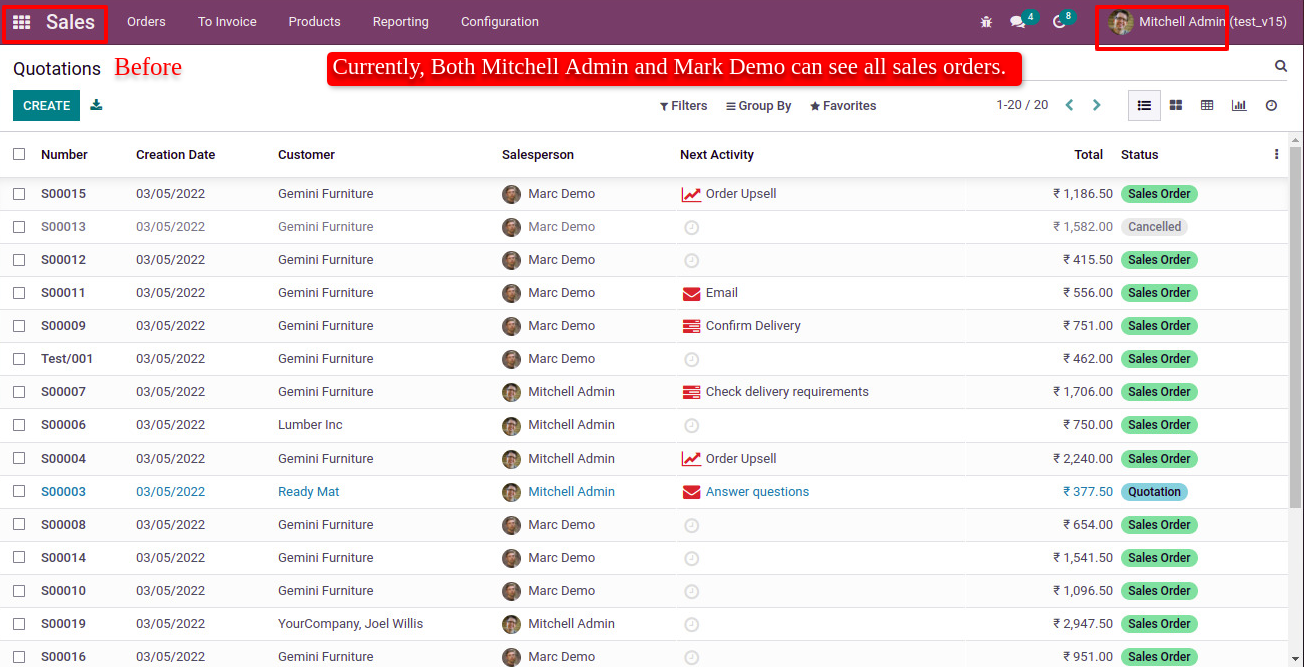 Sales Orders To Invoice Products Reporting Configuration 4 8 Mitchell Admin (test_v15)
Quotations Before Currently, Both Mitchell Admin and Mark Demo can see all sales orders.
CREATE Filters Group By Favorites 1-20 / 20
Number Creation Date Customer Salesperson Next Activity Total Status
S00015 03/05/2022 Gemini Furniture Marc Demo Order Upsell ₹ 1,186.50 Sales Order
S00013 03/05/2022 Gemini Furniture Marc Demo ₹ 1,582.00 Cancelled
S00012 03/05/2022 Gemini Furniture Marc Demo ₹ 415.50 Sales Order
S00011 03/05/2022 Gemini Furniture Marc Demo Email ₹ 556.00 Sales Order
S00009 03/05/2022 Gemini Furniture Marc Demo Confirm Delivery ₹ 751.00 Sales Order
Test/001 03/05/2022 Gemini Furniture Marc Demo ₹ 462.00 Sales Order
S00007 03/05/2022 Gemini Furniture Mitchell Admin Check delivery requirements ₹ 1,706.00 Sales Order
S00006 03/05/2022 Lumber Inc Mitchell Admin ₹ 750.00 Sales Order
S00004 03/05/2022 Gemini Furniture Mitchell Admin Order Upsell ₹ 2,240.00 Sales Order
S00003 03/05/2022 Ready Mat Mitchell Admin Answer questions ₹ 377.50 Quotation
S00008 03/05/2022 Gemini Furniture Marc Demo ₹ 654.00 Sales Order
S00014 03/05/2022 Gemini Furniture Marc Demo ₹ 1,541.50 Sales Order
S00010 03/05/2022 Gemini Furniture Marc Demo ₹ 1,096.50 Sales Order
S00019 03/05/2022 YourCompany, Joel Willis Mitchell Admin ₹ 2,947.50 Sales Order
S00016 03/05/2022 Gemini Furniture Marc Demo ₹ 951.00 Sales Order